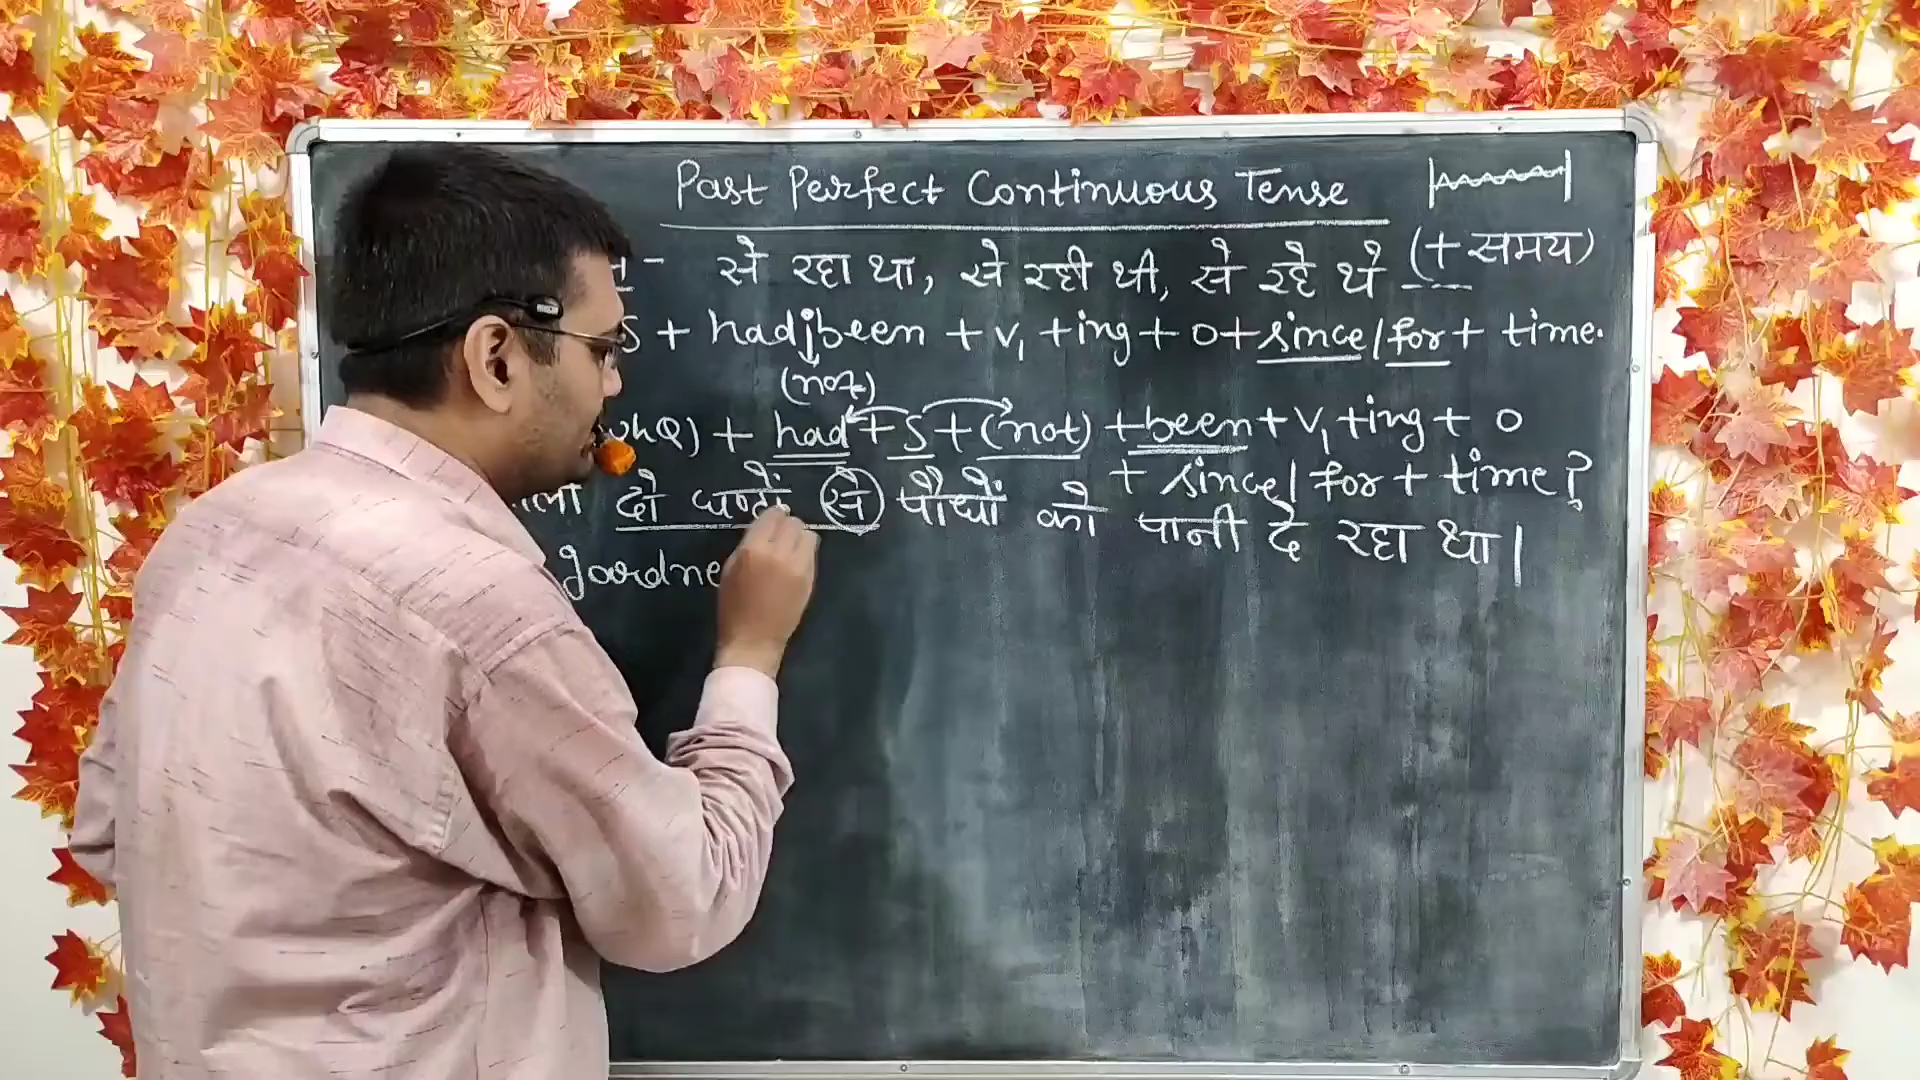 Past Perfect Continuous Tense
- से रहा था, से रही थी, से रहे थे (+ समय)
S + had been + V₁ + ing + O + since/for + time.
(not)
whQ) + had + S + (not) + been + V₁ + ing + O
+ since/for + time?
दो घण्टों से पौधों को पानी दे रहा था।
gardne